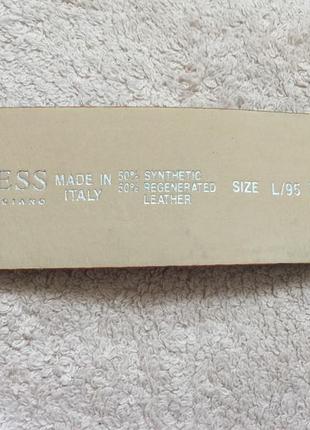 ESS
CIANO
MADE IN
ITALY
50% SYNTHETIC
50% REGENERATED
LEATHER
SIZE L/95